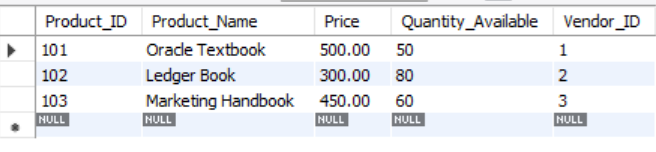 Product_ID Product_Name Price Quantity_Available Vendor_ID
101 Oracle Textbook 500.00 50 1
102 Ledger Book 300.00 80 2
103 Marketing Handbook 450.00 60 3
NULL NULL NULL NULL NULL